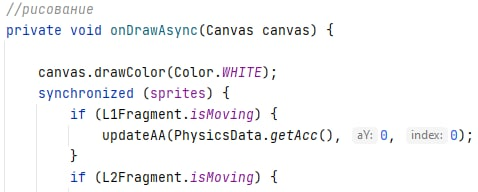 //рисование
private void onDrawAsync(Canvas canvas) {
canvas.drawColor(Color.WHITE);
synchronized (sprites) {
if (L1Fragment.isMoving) {
updateAA(PhysicsData.getAcc(), aY: 0, index: 0);
}
if (L2Fragment.isMoving) {